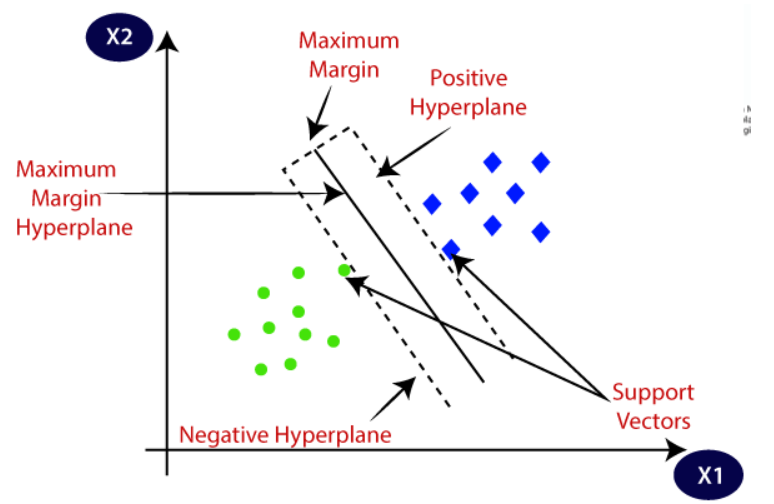 X2
Maximum
Margin
Positive
Hyperplane
Maximum
Margin
Hyperplane
Support
Vectors
Negative Hyperplane
X1